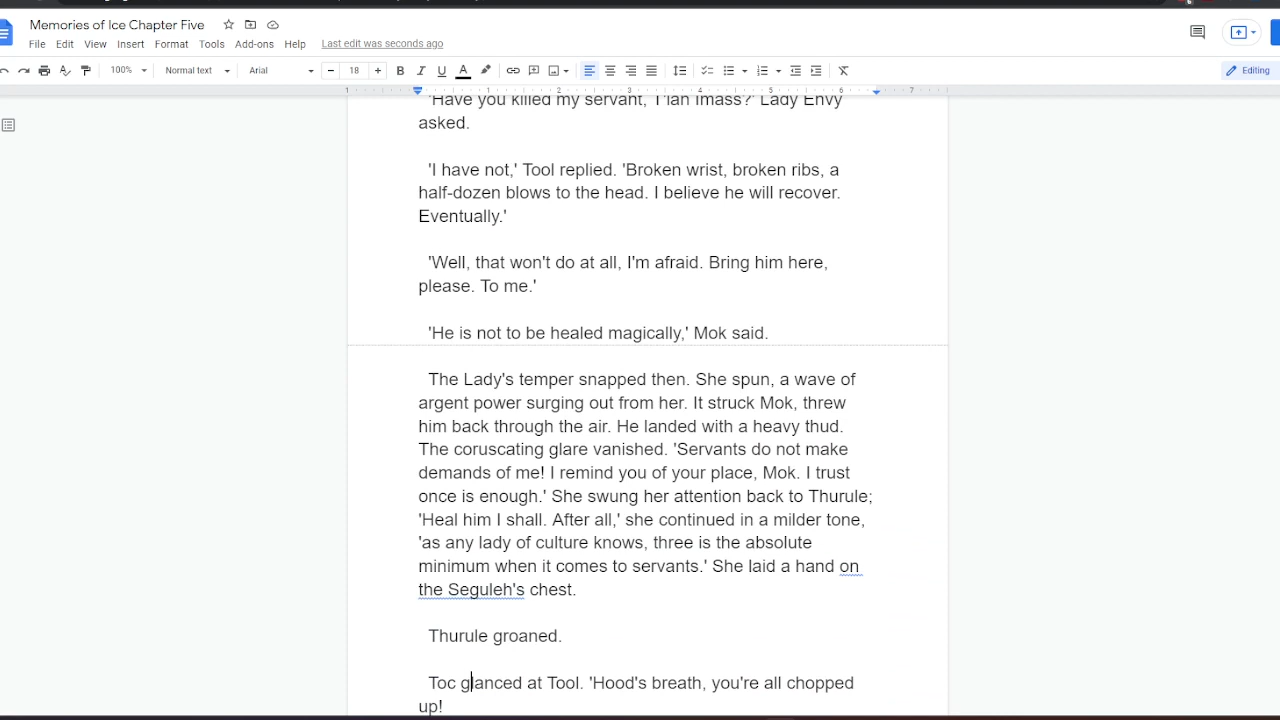 Memories of Ice Chapter Five
File Edit View Insert Format Tools Add-ons Help Last edit was seconds ago
100% Normal text Arial 18 Editing
1 1 2 3 4 5 6 7
'Have you killed my servant, T'lan Imass?' Lady Envy
asked.
'I have not,' Tool replied. 'Broken wrist, broken ribs, a
half-dozen blows to the head. I believe he will recover.
Eventually.'
'Well, that won't do at all, I'm afraid. Bring him here,
please. To me.'
'He is not to be healed magically,' Mok said.
The Lady's temper snapped then. She spun, a wave of
argent power surging out from her. It struck Mok, threw
him back through the air. He landed with a heavy thud.
The coruscating glare vanished. 'Servants do not make
demands of me! I remind you of your place, Mok. I trust
once is enough.' She swung her attention back to Thurule;
'Heal him I shall. After all,' she continued in a milder tone,
'as any lady of culture knows, three is the absolute
minimum when it comes to servants.' She laid a hand on
the Seguleh's chest.
Thurule groaned.
Toc glanced at Tool. 'Hood's breath, you're all chopped
up!